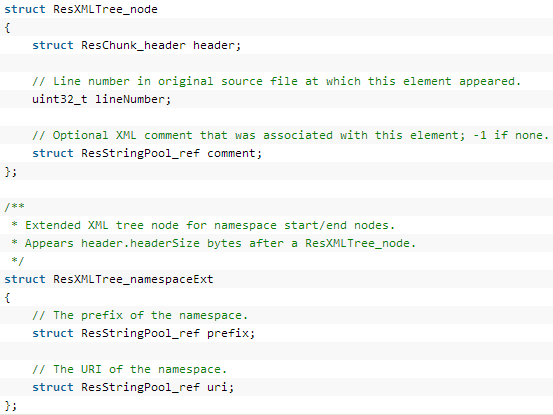 struct ResXMLTree_node
{
    struct ResChunk_header header;

    // Line number in original source file at which this element appeared.
    uint32_t lineNumber;

    // Optional XML comment that was associated with this element; -1 if none.
    struct ResStringPool_ref comment;
};

/**
 * Extended XML tree node for namespace start/end nodes.
 * Appears header.headerSize bytes after a ResXMLTree_node.
 */
struct ResXMLTree_namespaceExt
{
    // The prefix of the namespace.
    struct ResStringPool_ref prefix;

    // The URI of the namespace.
    struct ResStringPool_ref uri;
};